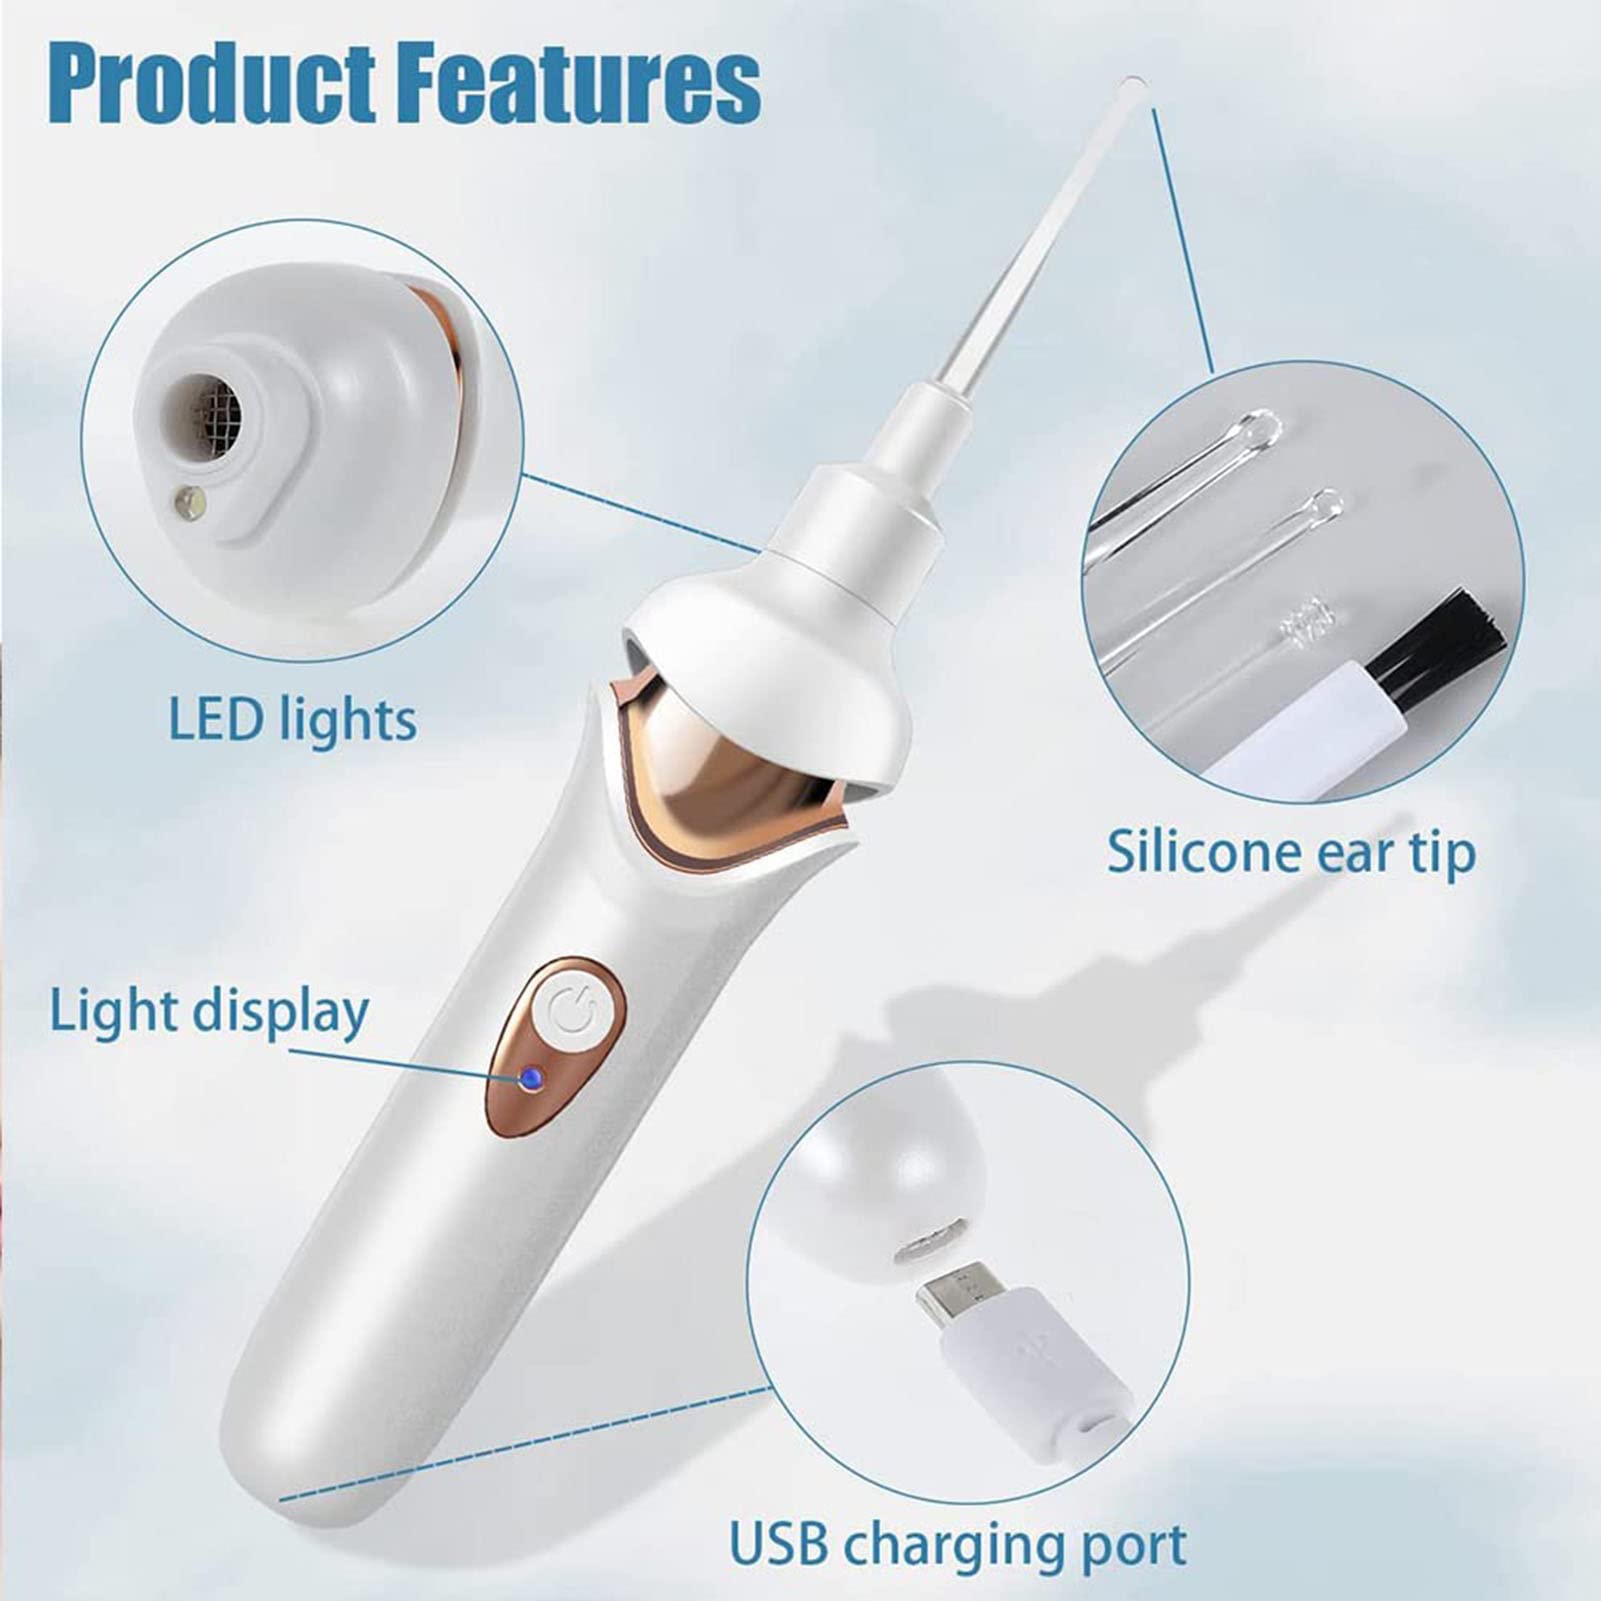 Product Features
LED lights
Silicone ear tip
Light display
USB charging port